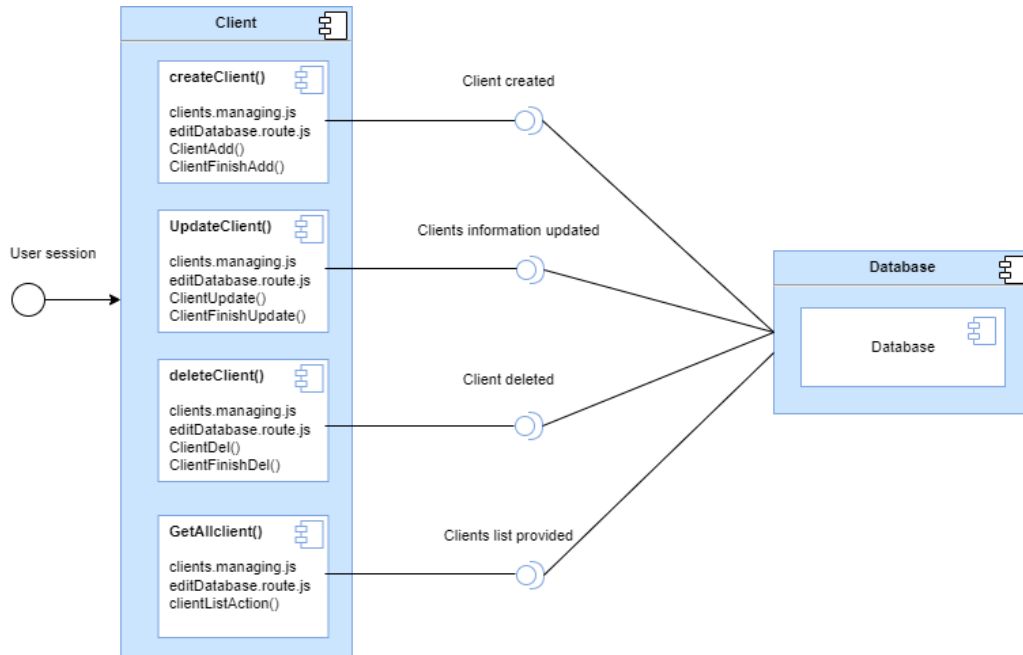 Client
createClient()
clients.managing.js
editDatabase.route.js
ClientAdd()
ClientFinishAdd()
Client created
UpdateClient()
clients.managing.js
editDatabase.route.js
ClientUpdate()
ClientFinishUpdate()
Clients information updated
User session
Database
Database
deleteClient()
clients.managing.js
editDatabase.route.js
ClientDel()
ClientFinishDel()
Client deleted
GetAllclient()
clients.managing.js
editDatabase.route.js
clientListAction()
Clients list provided